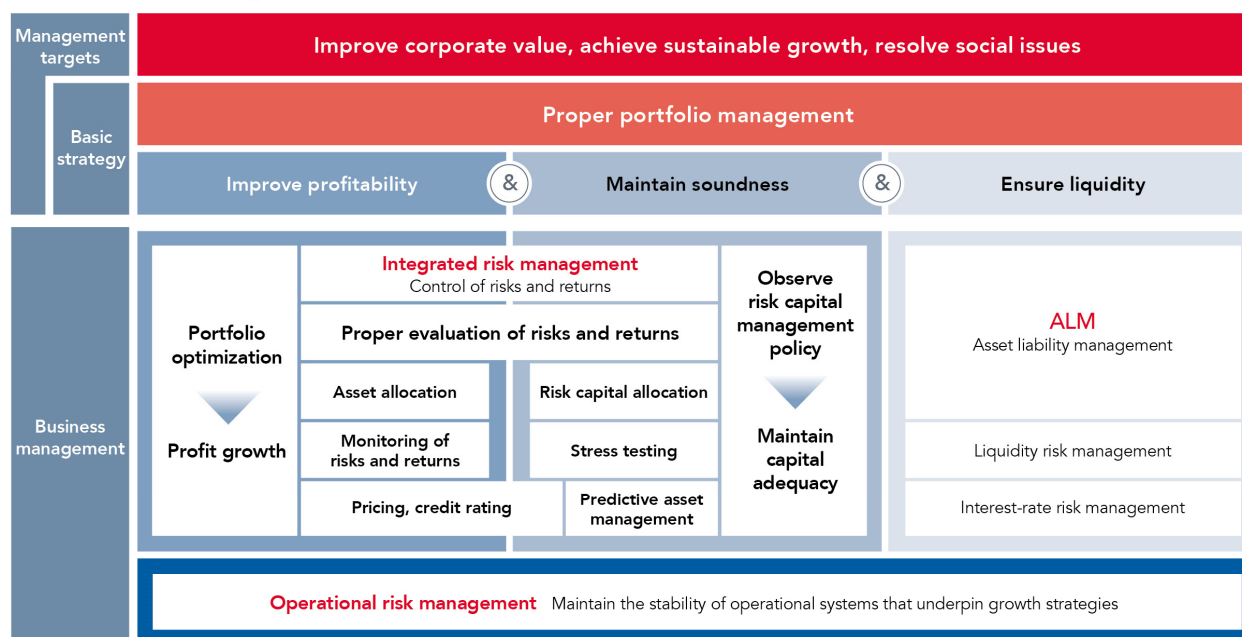 Management
targets
Improve corporate value, achieve sustainable growth, resolve social issues
Basic
strategy
Proper portfolio management
Improve profitability
&
Maintain soundness
&
Ensure liquidity
Business
management
Portfolio
optimization
Profit growth
Integrated risk management
Control of risks and returns
Proper evaluation of risks and returns
Asset allocation
Risk capital allocation
Monitoring of
risks and returns
Stress testing
Pricing, credit rating
Predictive asset
management
Observe
risk capital
management
policy
Maintain
capital
adequacy
ALM
Asset liability management
Liquidity risk management
Interest-rate risk management
Operational risk management Maintain the stability of operational systems that underpin growth strategies